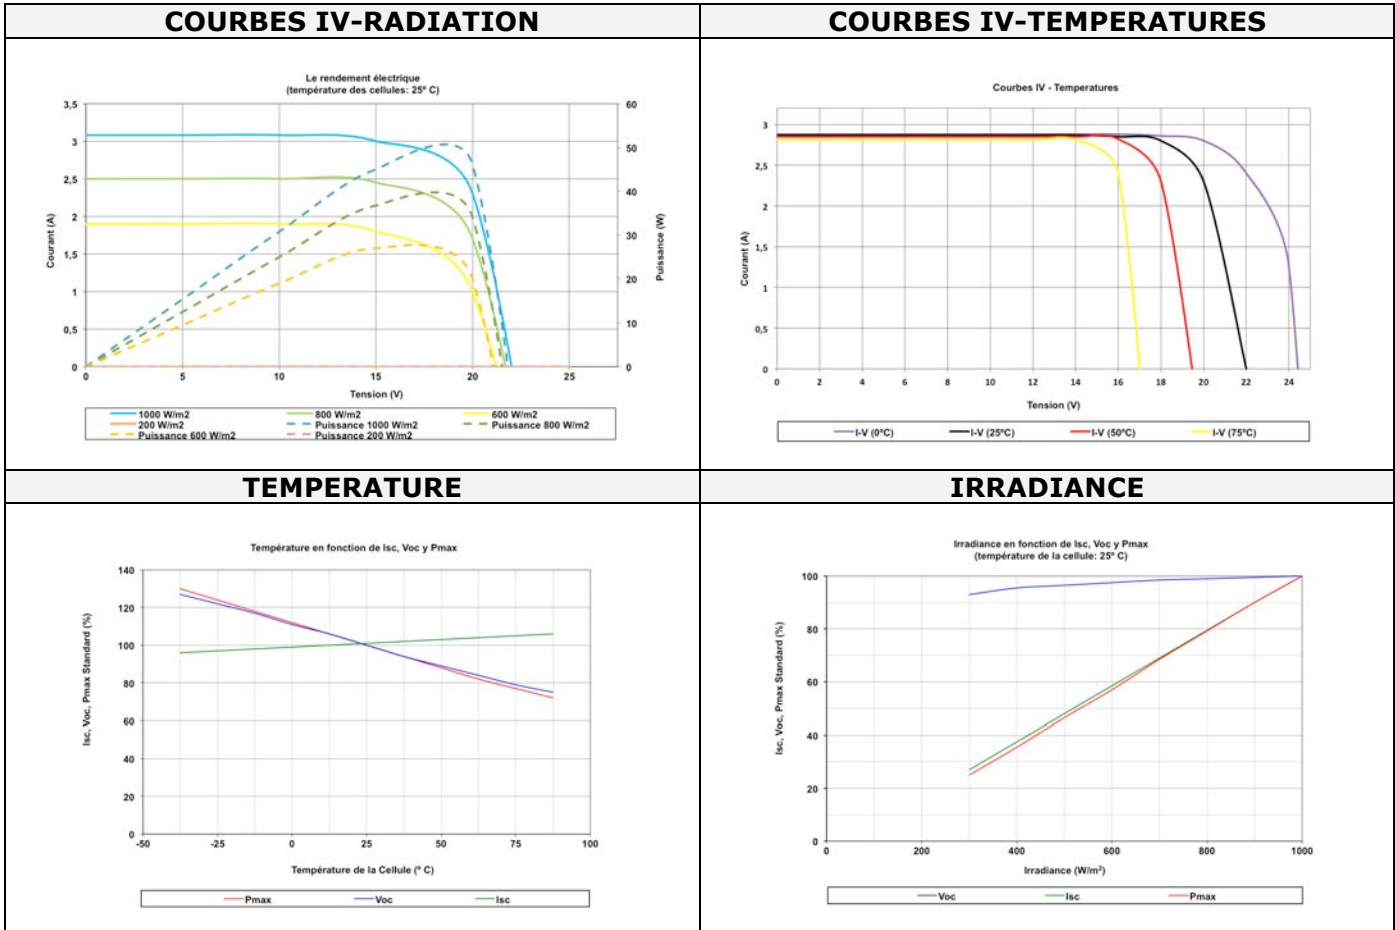 COURBES IV-RADIATION
COURBES IV-TEMPERATURES
Le rendement électrique
(température des cellules: 25º C)
3,5
3
2,5
2
1,5
1
0,5
0
Courant (A)
60
50
40
30
20
10
0
Puissance (W)
0 5 10 15 20 25
Tension (V)
1000 W/m2 800 W/m2 600 W/m2
200 W/m2 Puissance 1000 W/m2 Puissance 800 W/m2
Puissance 600 W/m2 Puissance 200 W/m2
Courbes IV - Temperatures
3
2,5
2
1,5
1
0,5
0
Courant (A)
0 2 4 6 8 10 12 14 16 18 20 22 24
Tension (V)
I-V (0ºC) I-V (25ºC) I-V (50ºC) I-V (75ºC)
TEMPERATURE
IRRADIANCE
Température en fonction de Isc, Voc y Pmax
140
120
100
80
60
40
20
0
Isc, Voc, Pmax Standard (%)
-50 -25 0 25 50 75 100
Température de la Cellule (º C)
Pmax Voc Isc
Irradiance en fonction de Isc, Voc y Pmax
(température de la cellule: 25º C)
100
80
60
40
20
0
Isc, Voc, Pmax Standard (%)
0 200 400 600 800 1000
Irradiance (W/m²)
Voc Isc Pmax